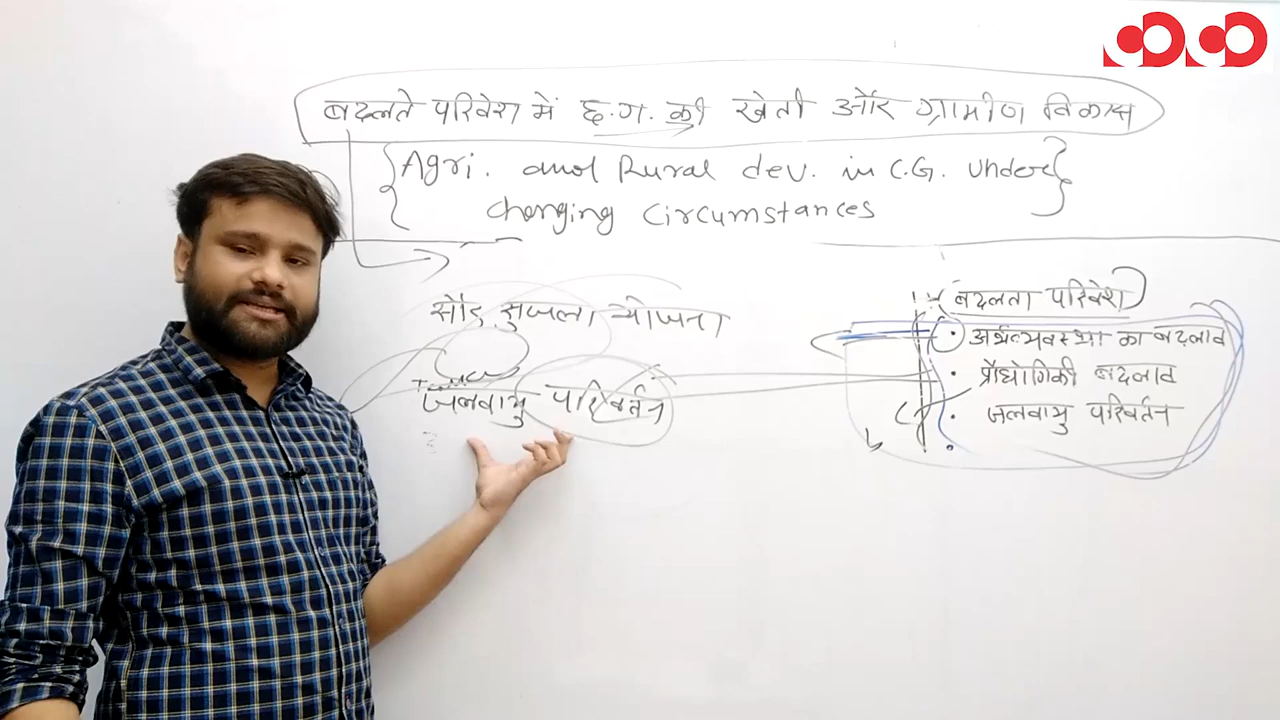 बदलते परिवेश में छ.ग. की खेती और ग्रामीण विकास
Agri. and Rural dev. in C.G. Under
changing Circumstances
सौर सुजला योजना
जलवायु परिवर्तन
बदलता परिवेश
अर्थव्यवस्था का बदलाव
प्रौद्योगिकी बदलाव
जलवायु परिवर्तन